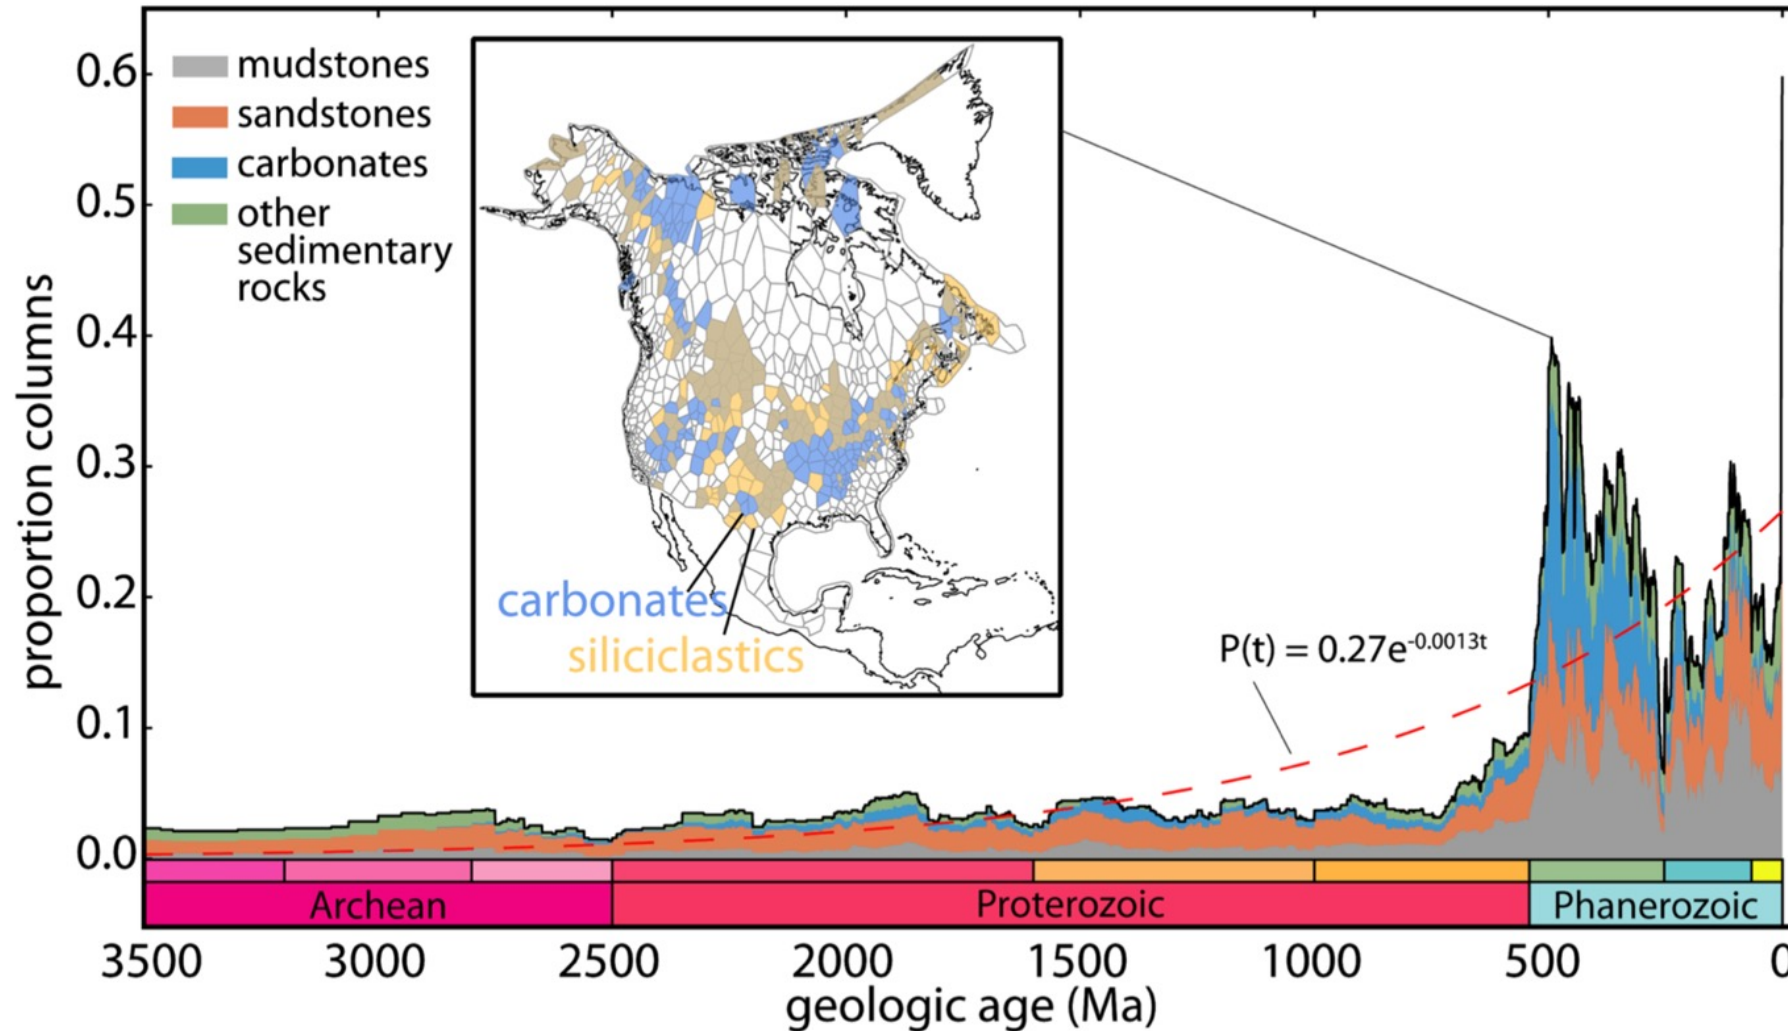 mudstones
sandstones
carbonates
other
sedimentary
rocks
proportion columns
0.6
0.5
0.4
0.3
0.2
0.1
0.0
carbonates
siliciclastics
P(t) = 0.27e^-0.0013t
Archean
Proterozoic
Phanerozoic
3500
3000
2500
2000
1500
1000
500
0
geologic age (Ma)